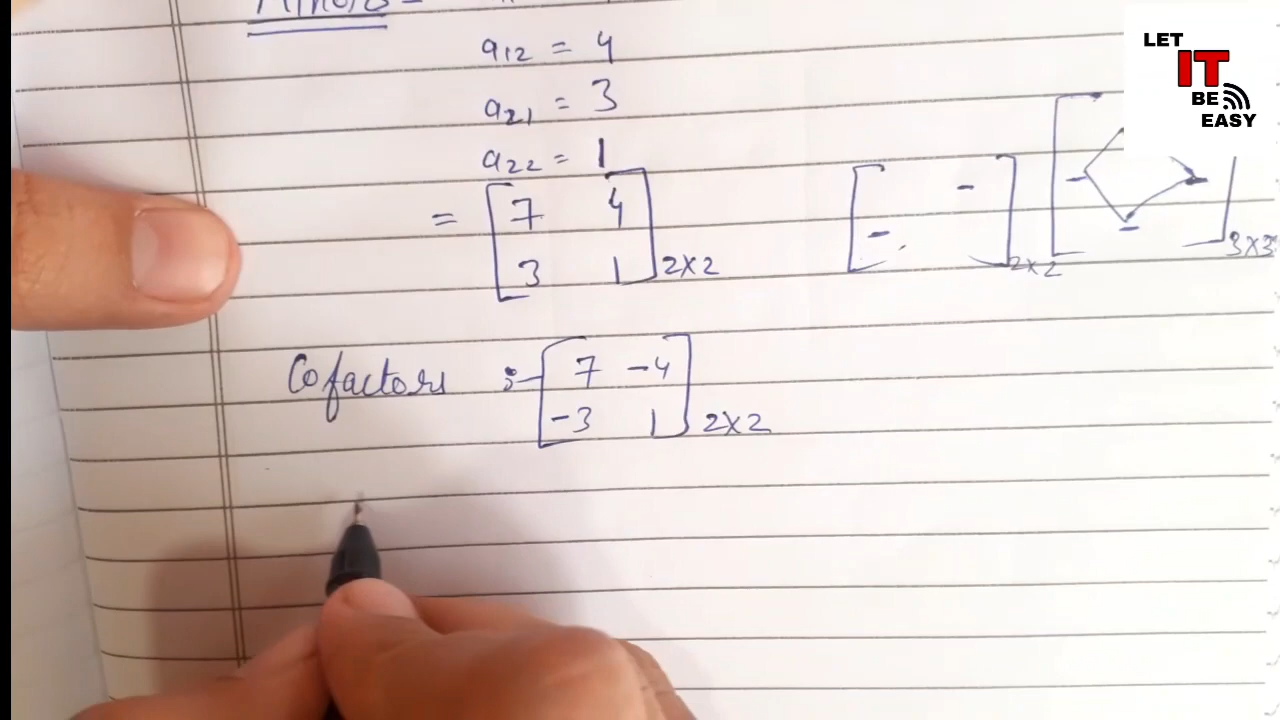 a12 = 4
a21 = 3
a22 = 1
= [ 7 4
3 1 ] 2x2
[ -
- ] 2x2
[ -
- -
- ] 3x3
Cofactors :- [ 7 -4
-3 1 ] 2x2
LET
IT
BE
EASY